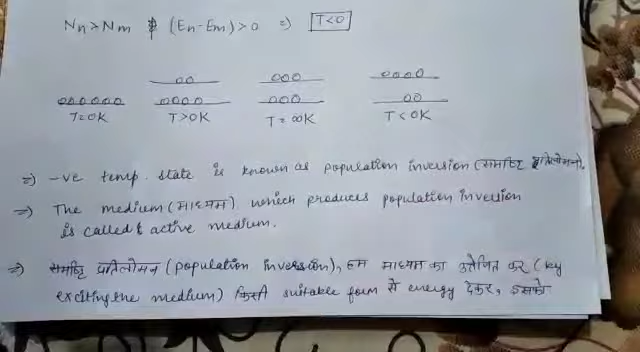 Nn > Nm & (En - Em) > 0 ⇒ T<0
oo ooo oooo
oooooo oooo ooo oo
T=0K T>0K T=∞K T<0K
⇒) -ve temp. state is known as population inversion (समष्टि प्रतिलोमन).
⇒) The medium (माध्यम) which produces population inversion
is called active medium.
⇒) समष्टि प्रतिलोमन (population inversion), हम माध्यम का उत्तेजित कर (by
exciting the medium) किसी suitable form से energy देकर, इसको